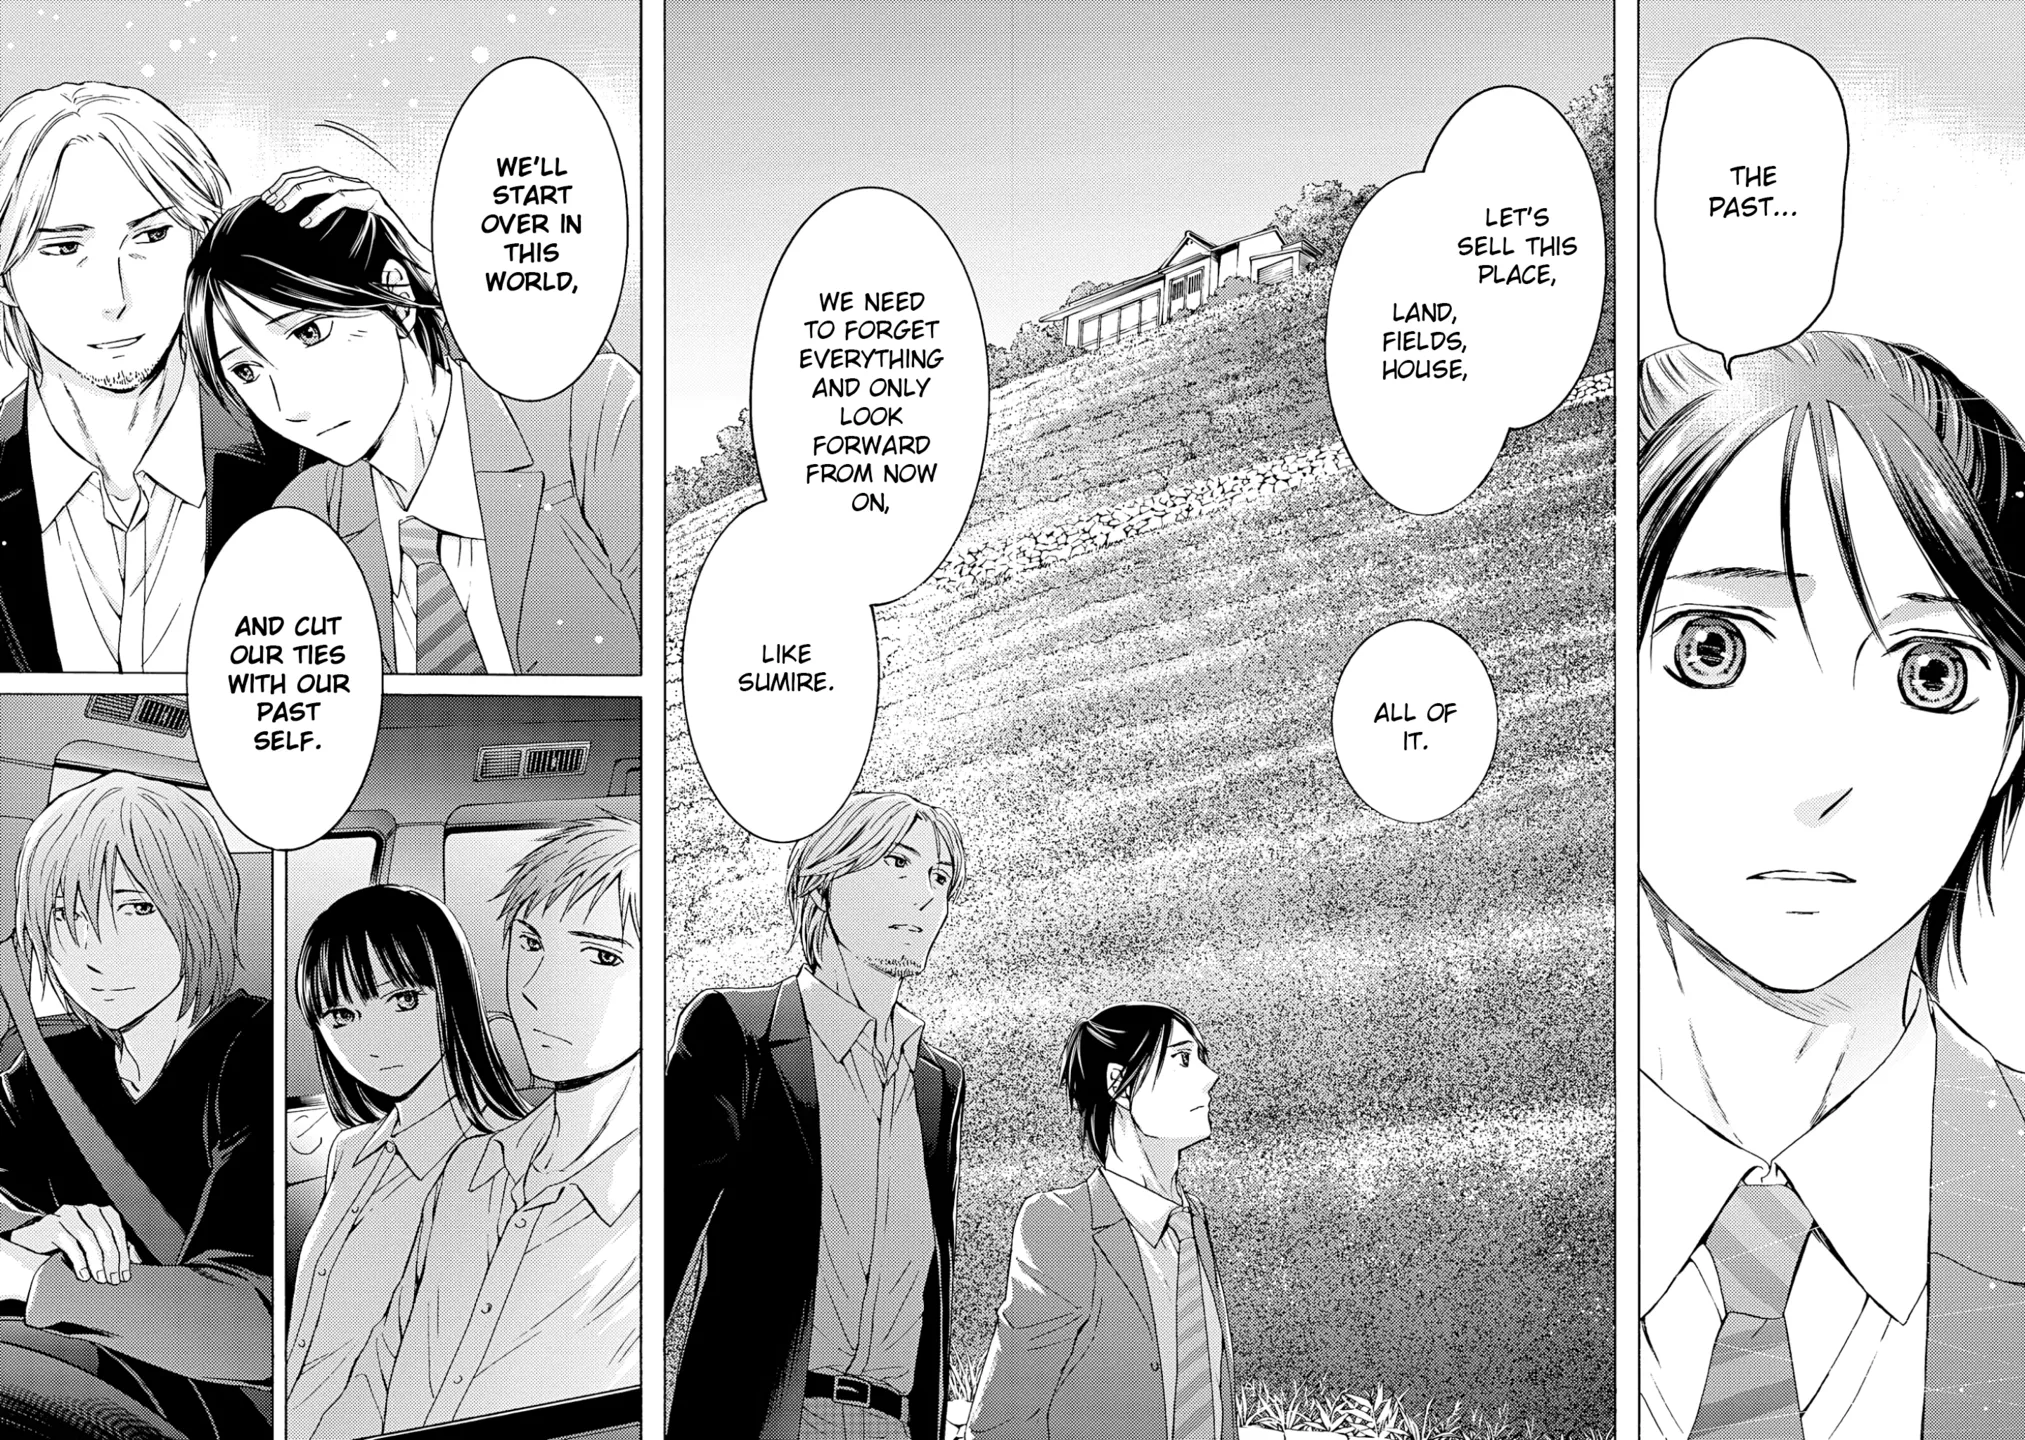 THE
PAST...
LET'S
SELL THIS
PLACE,
LAND,
FIELDS,
HOUSE,
ALL OF
IT.
WE NEED
TO FORGET
EVERYTHING
AND ONLY
LOOK
FORWARD
FROM NOW
ON,
LIKE
SUMIRE.
WE'LL
START
OVER IN
THIS
WORLD,
AND CUT
OUR TIES
WITH OUR
PAST
SELF.